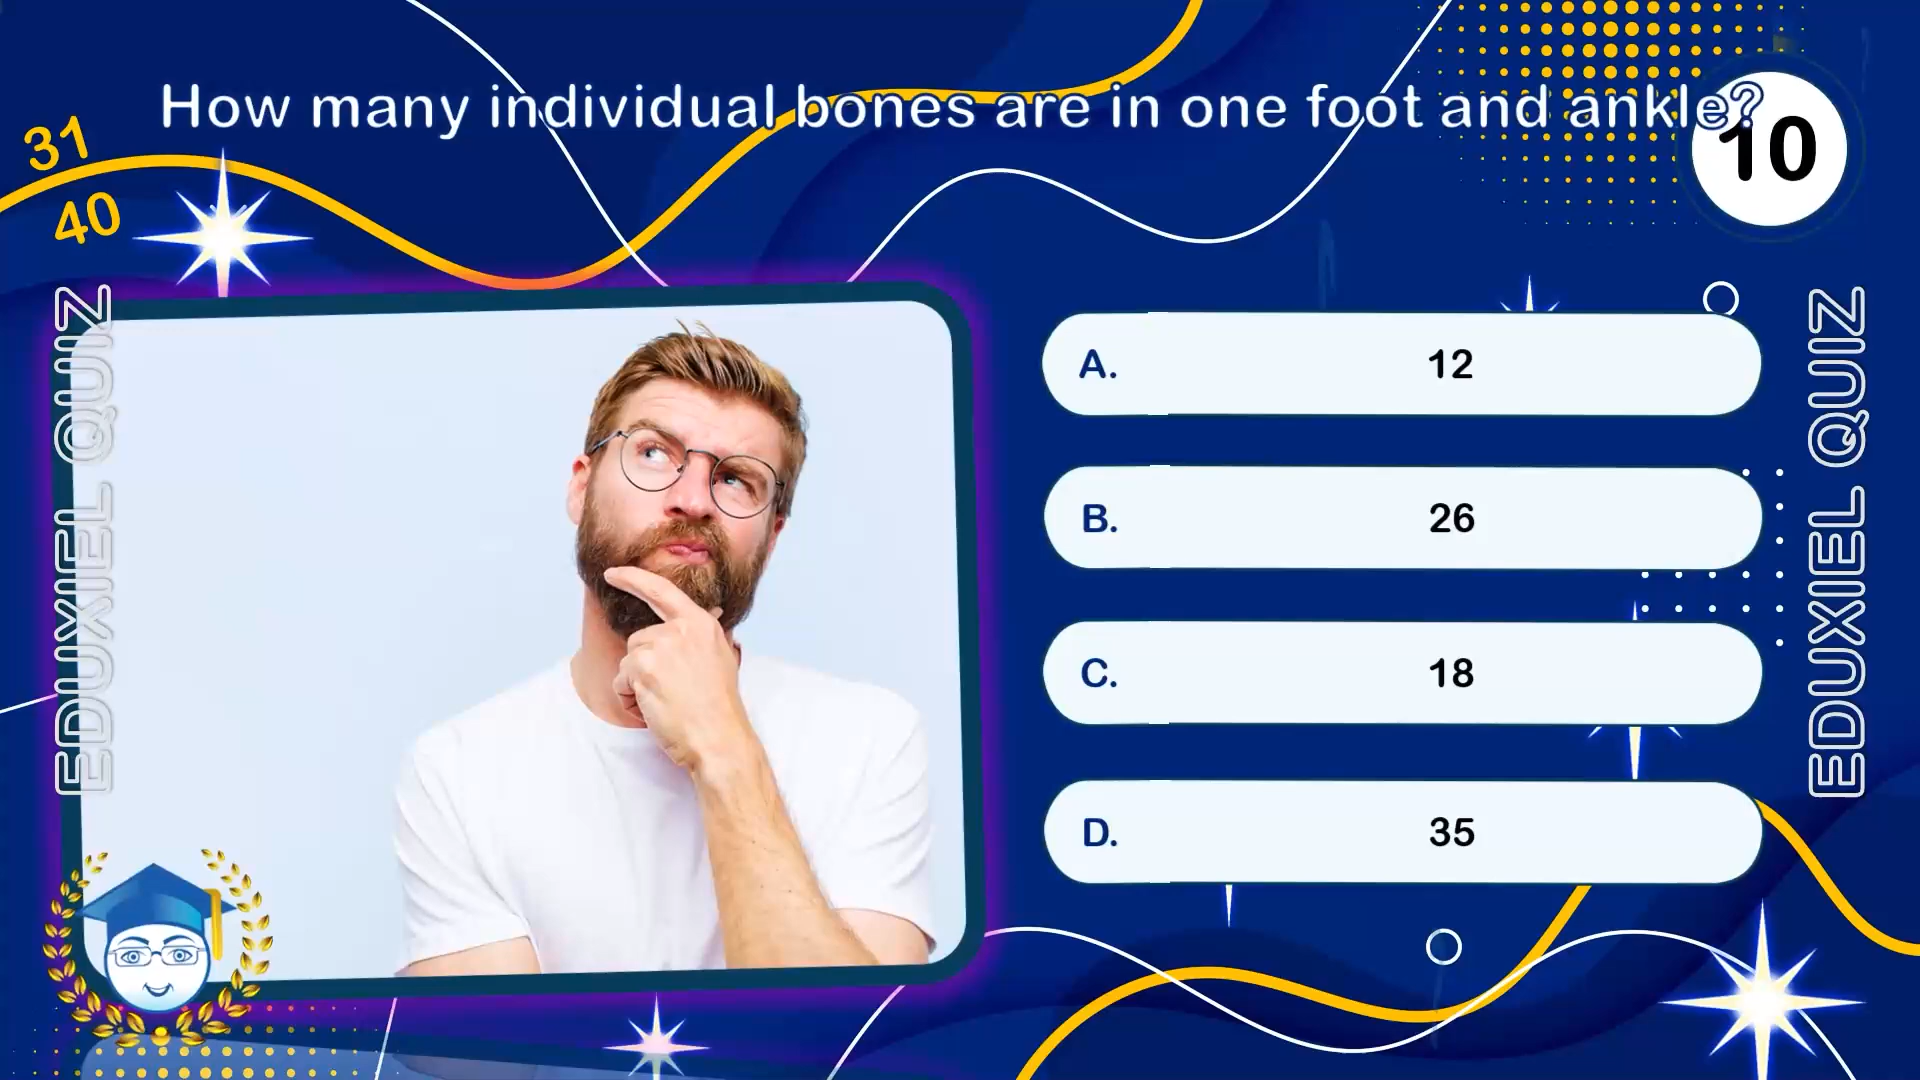 How many individual bones are in one foot and ankle?
31
40
10
EDUXIEL QUIZ
A. 12
B. 26
C. 18
D. 35
EDUXIEL QUIZ